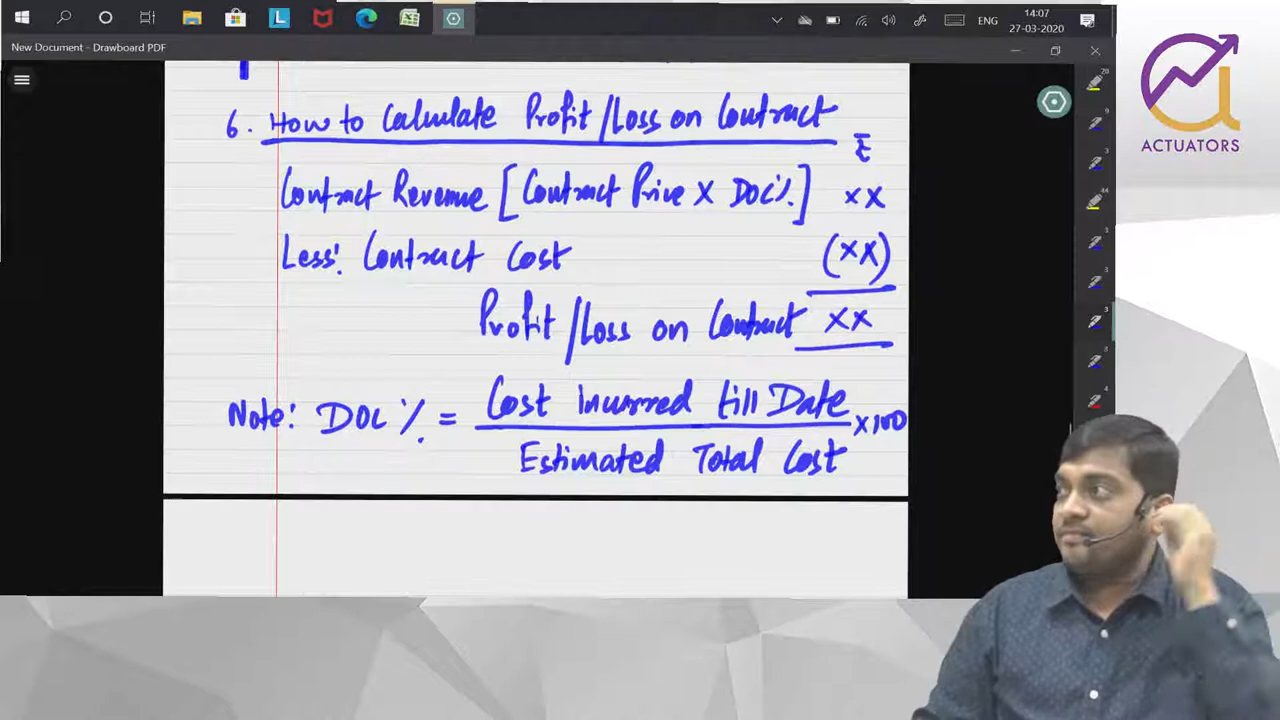 14:07
ENG
27-03-2020
New Document - Drawboard PDF
ACTUATORS
6. How to Calculate Profit/Loss on Contract
₹
Contract Revenue [Contract Price X DOC%] XX
Less: Contract Cost (XX)
Profit/Loss on Contract XX
Note: DOC % = Cost Incurred till Date X100
Estimated Total Cost